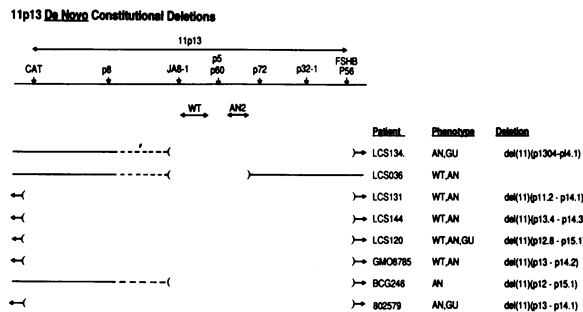 11p13 De Novo Constitutional Deletions
11p13
CAT p8 JA8-1 p5 p60 p72 p32-1 FSHB P56
WT AN2
Patient Phenotype Deletion
LCS134. AN,GU del(11)(p1304-pl4.1)
LCS036 WT,AN
LCS131 WT,AN del(11)(p11.2 - p14.1)
LCS144 WT,AN del(11)(p13.4 - p14.3)
LCS120 WT,AN,GU del(11)(p12.8 - p15.1)
GMO8785 WT,AN del(11)(p13 - p14.2)
BCG246 AN del(11)(p12 - p15.1)
802579 AN,GU del(11)(p13 - p14.1)